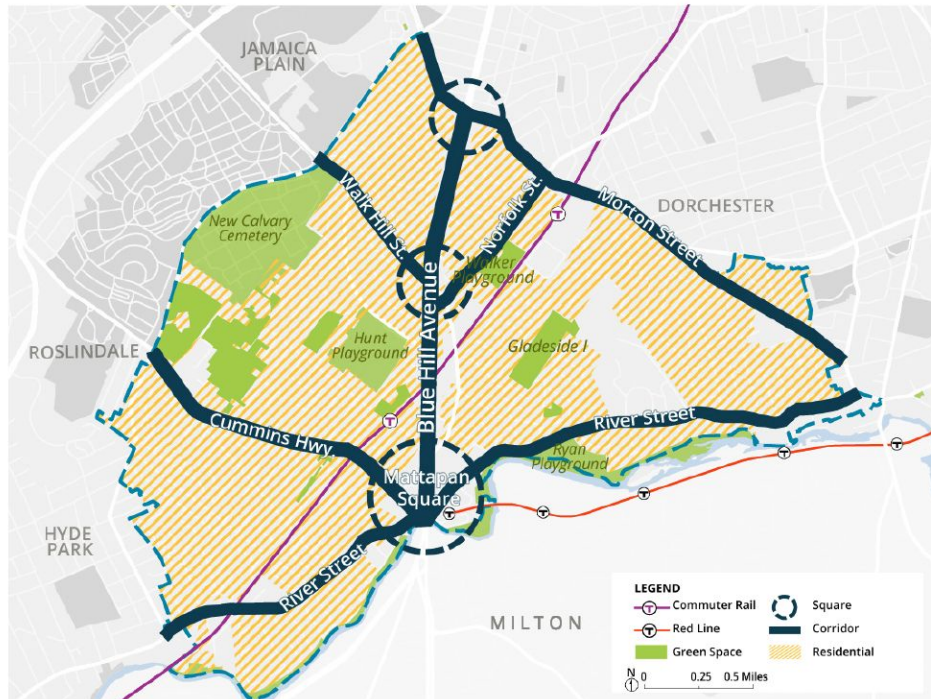 JAMAICA
PLAIN
New Calvary
Cemetery
Walk Hill St.
Norfolk St.
Morton Street
DORCHESTER
Walker
Playground
Blue Hill Avenue
Hunt
Playground
Gladeside I
ROSLINDALE
Cummins Hwy.
River Street
Ryan
Playground
Mattapan
Square
HYDE
PARK
River Street
MILTON
LEGEND
T Commuter Rail
Square
T Red Line
Corridor
Green Space
Residential
N
0 0.25 0.5 Miles
T
T
T
T
T
T
T